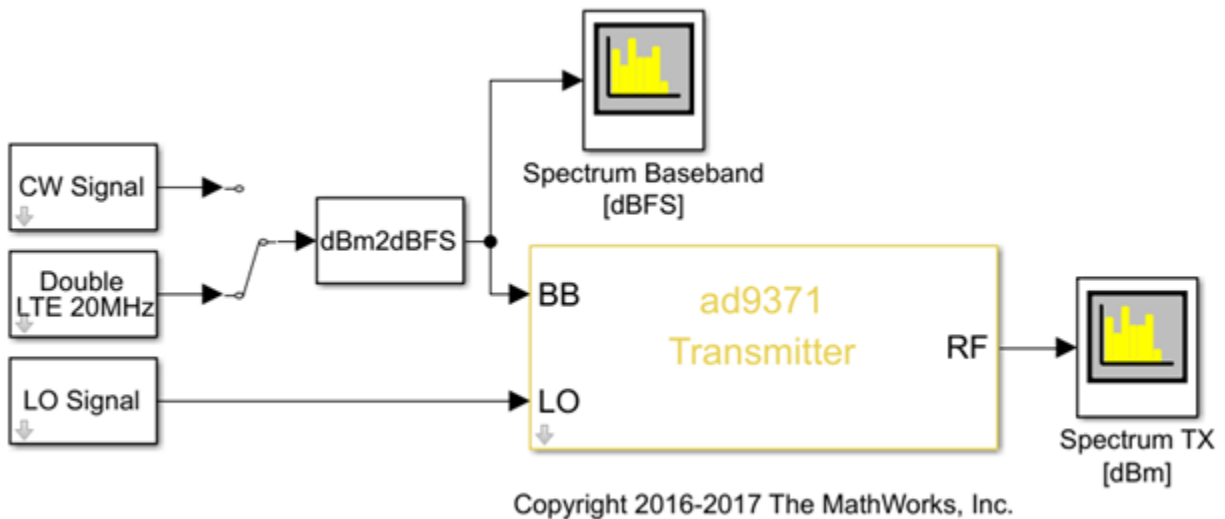 Spectrum Baseband
[dBFS]
CW Signal
dBm2dBFS
Double
LTE 20MHz
BB
ad9371
Transmitter
RF
LO Signal
LO
Spectrum TX
[dBm]
Copyright 2016-2017 The MathWorks, Inc.